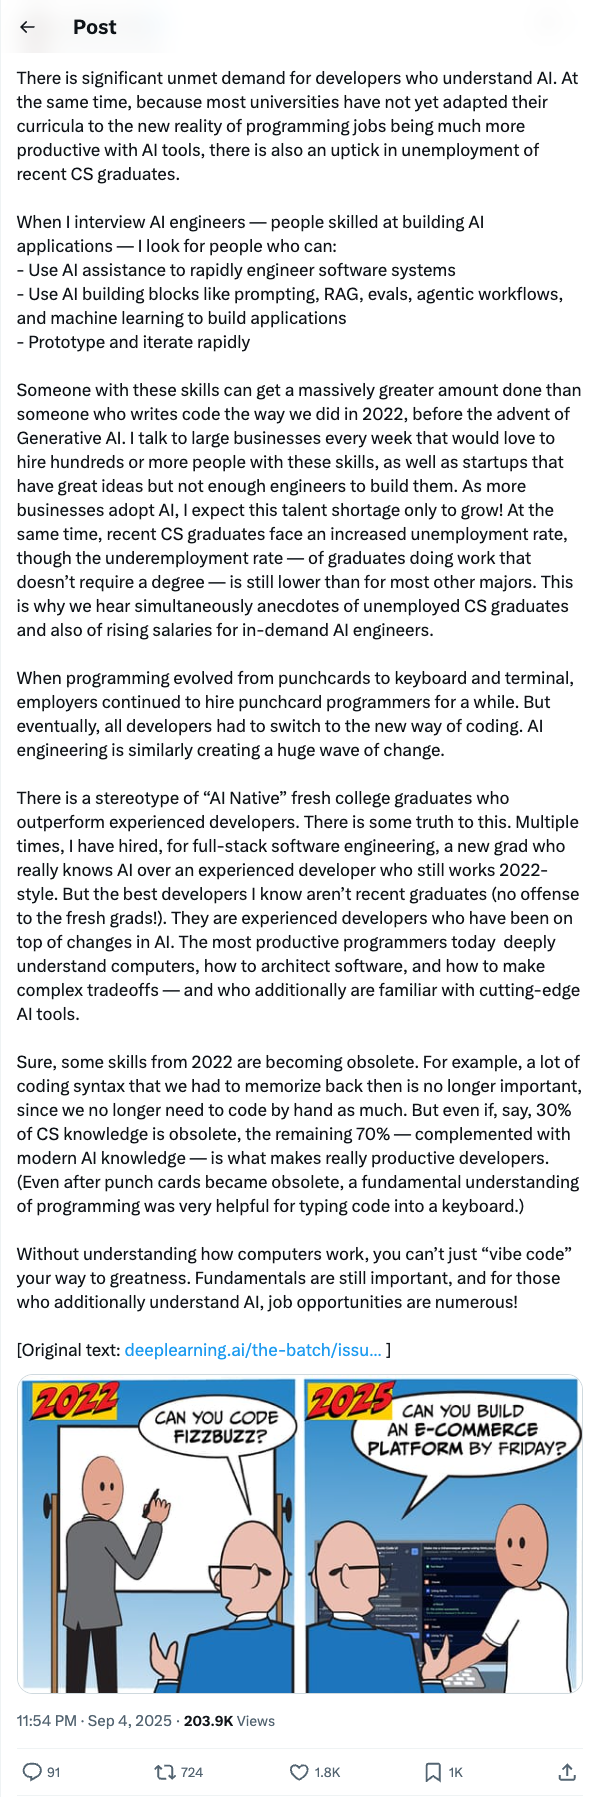 Post
There is significant unmet demand for developers who understand AI. At
the same time, because most universities have not yet adapted their
curricula to the new reality of programming jobs being much more
productive with AI tools, there is also an uptick in unemployment of
recent CS graduates.
When I interview AI engineers — people skilled at building AI
applications — I look for people who can:
- Use AI assistance to rapidly engineer software systems
- Use AI building blocks like prompting, RAG, evals, agentic workflows,
and machine learning to build applications
- Prototype and iterate rapidly
Someone with these skills can get a massively greater amount done than
someone who writes code the way we did in 2022, before the advent of
Generative AI. I talk to large businesses every week that would love to
hire hundreds or more people with these skills, as well as startups that
have great ideas but not enough engineers to build them. As more
businesses adopt AI, I expect this talent shortage only to grow! At the
same time, recent CS graduates face an increased unemployment rate,
though the underemployment rate — of graduates doing work that
doesn’t require a degree — is still lower than for most other majors. This
is why we hear simultaneously anecdotes of unemployed CS graduates
and also of rising salaries for in-demand AI engineers.
When programming evolved from punchcards to keyboard and terminal,
employers continued to hire punchcard programmers for a while. But
eventually, all developers had to switch to the new way of coding. AI
engineering is similarly creating a huge wave of change.
There is a stereotype of “AI Native” fresh college graduates who
outperform experienced developers. There is some truth to this. Multiple
times, I have hired, for full-stack software engineering, a new grad who
really knows AI over an experienced developer who still works 2022-
style. But the best developers I know aren’t recent graduates (no offense
to the fresh grads!). They are experienced developers who have been on
top of changes in AI. The most productive programmers today  deeply
understand computers, how to architect software, and how to make
complex tradeoffs — and who additionally are familiar with cutting-edge
AI tools.
Sure, some skills from 2022 are becoming obsolete. For example, a lot of
coding syntax that we had to memorize back then is no longer important,
since we no longer need to code by hand as much. But even if, say, 30%
of CS knowledge is obsolete, the remaining 70% — complemented with
modern AI knowledge — is what makes really productive developers.
(Even after punch cards became obsolete, a fundamental understanding
of programming was very helpful for typing code into a keyboard.)
Without understanding how computers work, you can’t just “vibe code”
your way to greatness. Fundamentals are still important, and for those
who additionally understand AI, job opportunities are numerous!
[Original text: deeplearning.ai/the-batch/issu... ]
2022
CAN YOU CODE
FIZZBUZZ?
2025
CAN YOU BUILD
AN E-COMMERCE
PLATFORM BY FRIDAY?
11:54 PM · Sep 4, 2025 · 203.9K Views
91
724
1.8K
1K